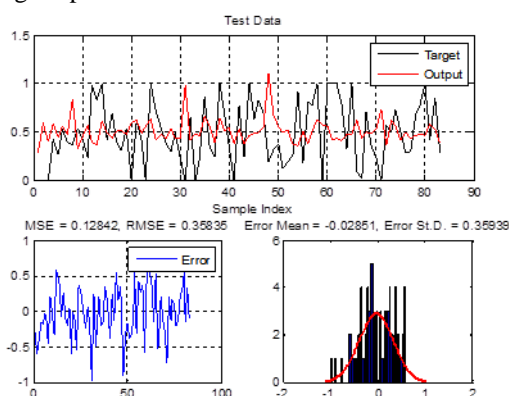 Test Data
1.5
1
0.5
0
Target
Output
0 10 20 30 40 50 60 70 80 90
Sample Index
MSE = 0.12842, RMSE = 0.35835
Error Mean = -0.02851, Error St.D. = 0.35939
1
0.5
0
-0.5
-1
Error
0 50 100
6
4
2
0
-2 -1 0 1 2